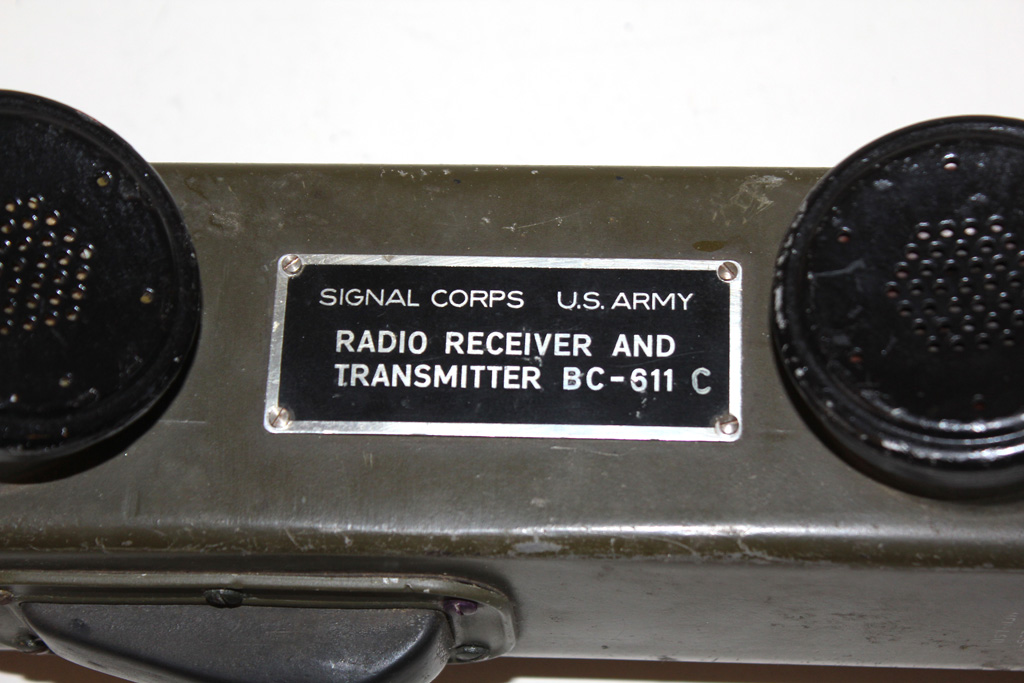 SIGNAL CORPS U.S. ARMY
RADIO RECEIVER AND
TRANSMITTER BC-611 C